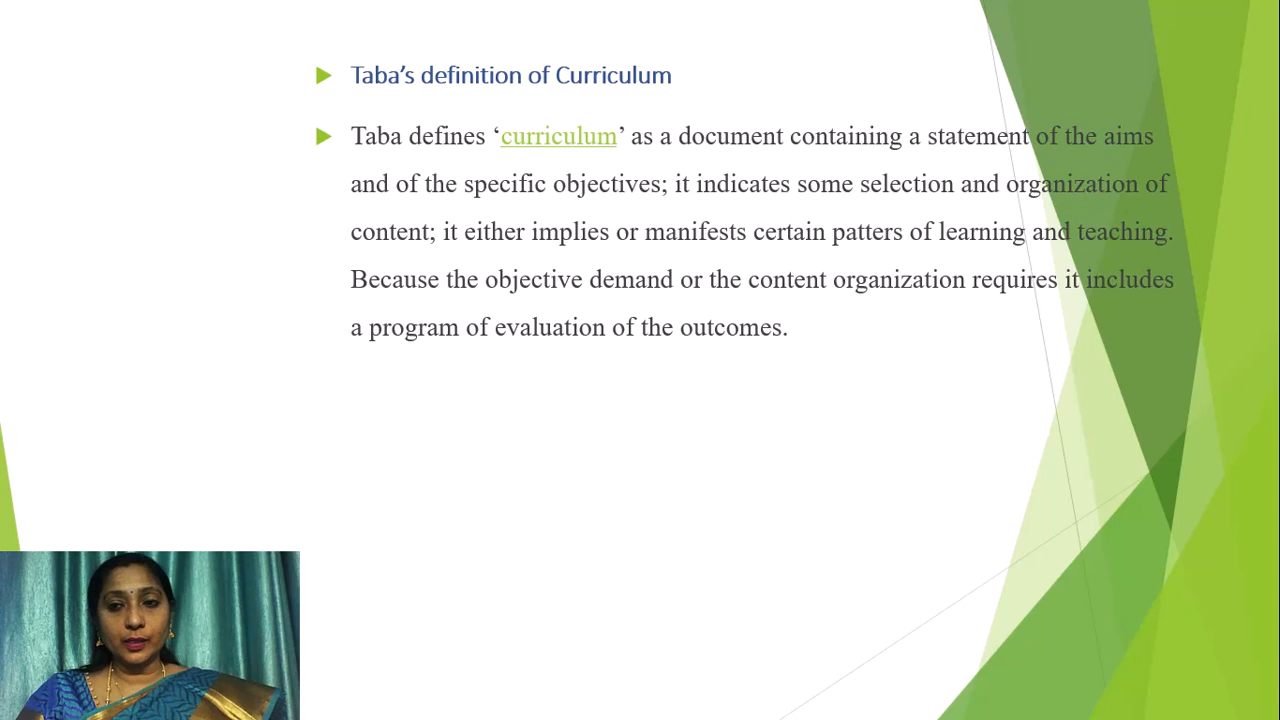 Taba's definition of Curriculum
Taba defines ‘curriculum’ as a document containing a statement of the aims
and of the specific objectives; it indicates some selection and organization of
content; it either implies or manifests certain patters of learning and teaching.
Because the objective demand or the content organization requires it includes
a program of evaluation of the outcomes.